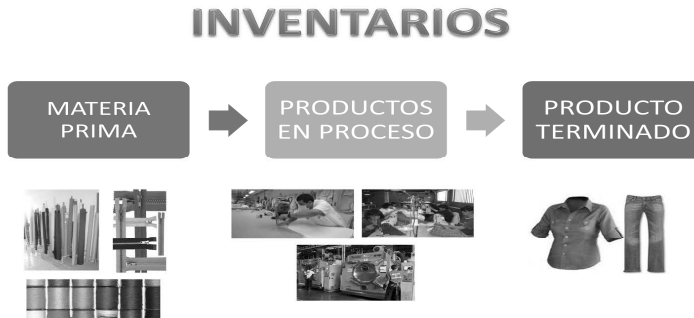 INVENTARIOS
MATERIA
PRIMA
PRODUCTOS
EN PROCESO
PRODUCTO
TERMINADO